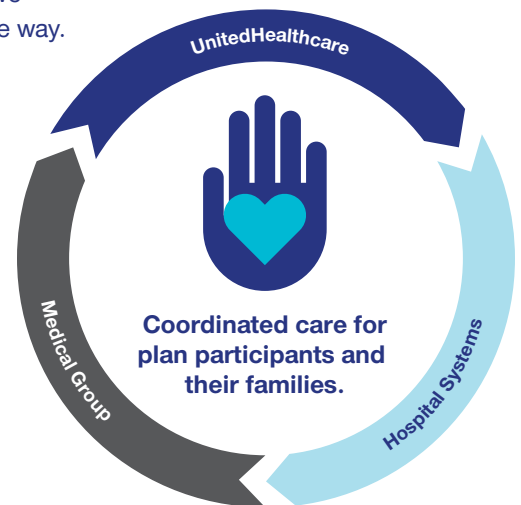 e way.
UnitedHealthcare
Coordinated care for
plan participants and
their families.
Medical Group
Hospital Systems